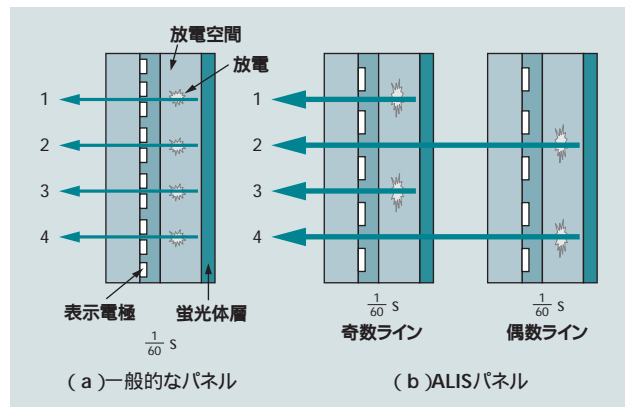 放電空間
放電
1
2
3
4
表示電極
蛍光体層
1/60 s
(a)一般的なパネル
1
2
3
4
1/60 s
奇数ライン
1/60 s
偶数ライン
(b)ALISパネル